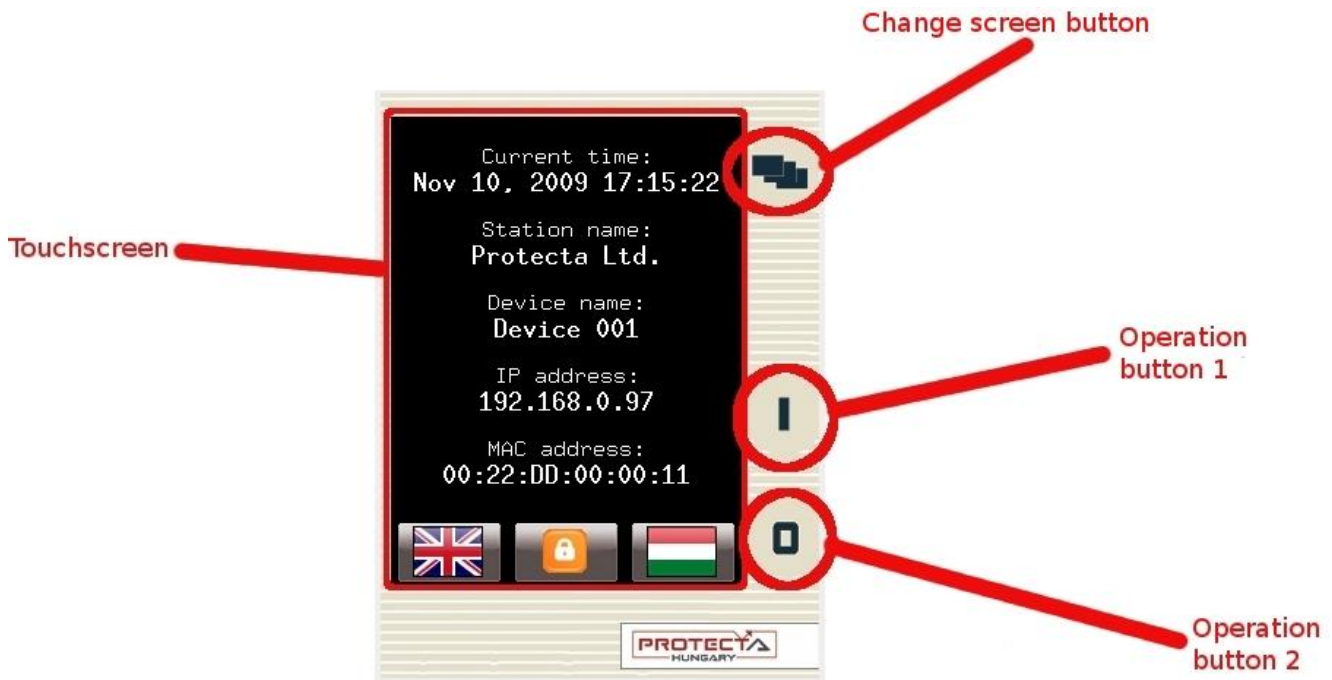 Change screen button
Current time:
Nov 10, 2009 17:15:22
Station name:
Protecta Ltd.
Touchscreen
Device name:
Device 001
IP address:
192.168.0.97
Operation
button 1
I
MAC address:
00:22:DD:00:00:11
O
PROTECTA
HUNGARY
Operation
button 2